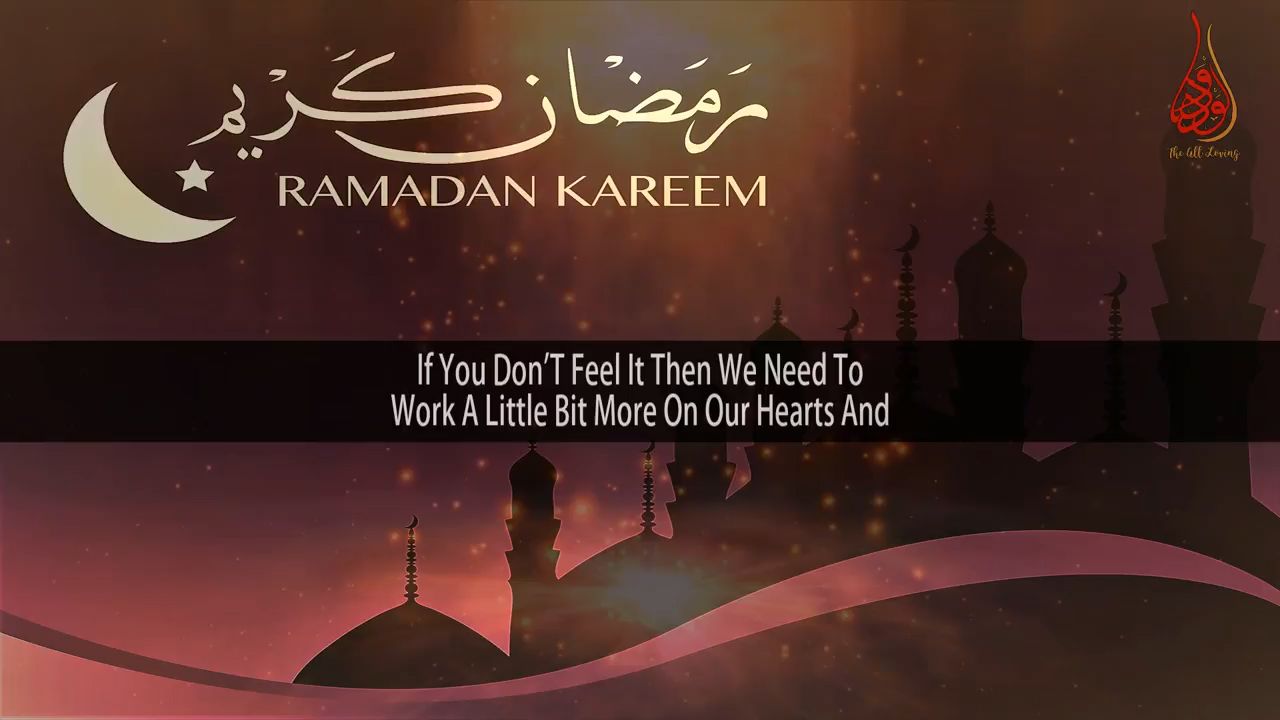 رَمَضَان كَرْيم
RAMADAN KAREEM
الودود
The All Loving
If You Don’T Feel It Then We Need To
Work A Little Bit More On Our Hearts And